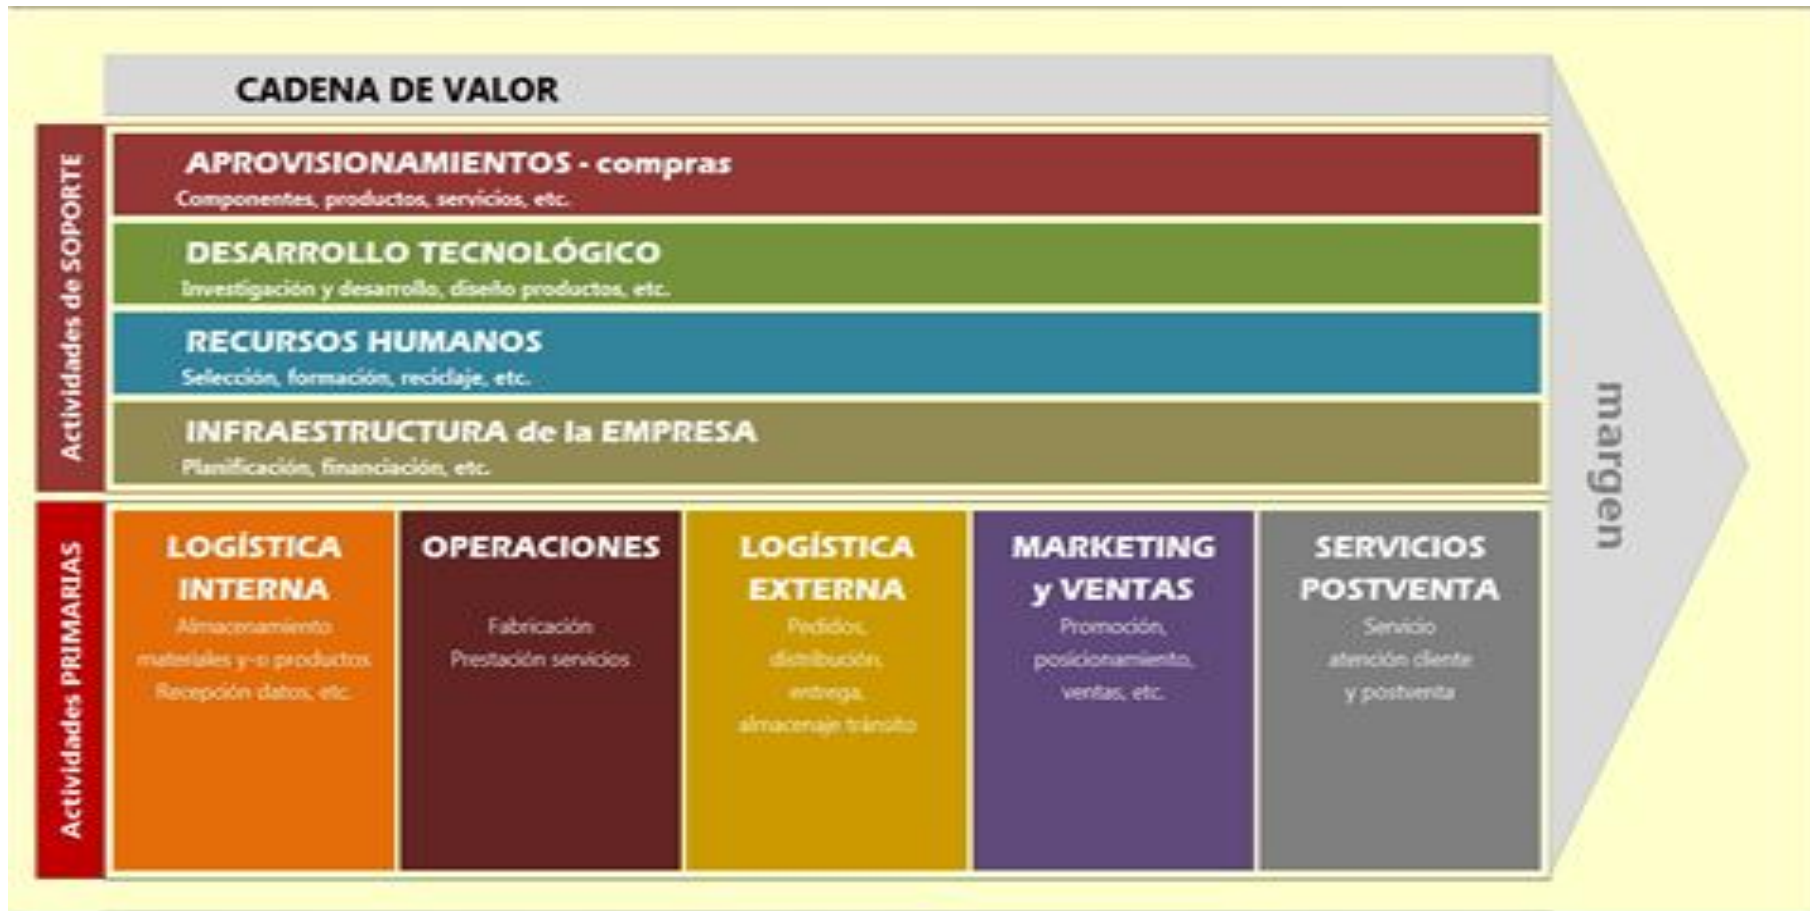 CADENA DE VALOR
Actividades de SOPORTE
APROVISIONAMIENTOS - compras
Componentes, productos, servicios, etc.
DESARROLLO TECNOLÓGICO
Investigación y desarrollo, diseño productos, etc.
RECURSOS HUMANOS
Selección, formación, reciclaje, etc.
INFRAESTRUCTURA de la EMPRESA
Planificación, financiación, etc.
Actividades PRIMARIAS
LOGÍSTICA
INTERNA
Almacenamiento
materiales y-o productos
Recepción datos, etc.
OPERACIONES
Fabricación
Prestación servicios
LOGÍSTICA
EXTERNA
Pedidos,
distribución,
entrega,
almacenaje tránsito
MARKETING
y VENTAS
Promoción,
posicionamiento,
ventas, etc.
SERVICIOS
POSTVENTA
Servicio
atención cliente
y postventa
margen